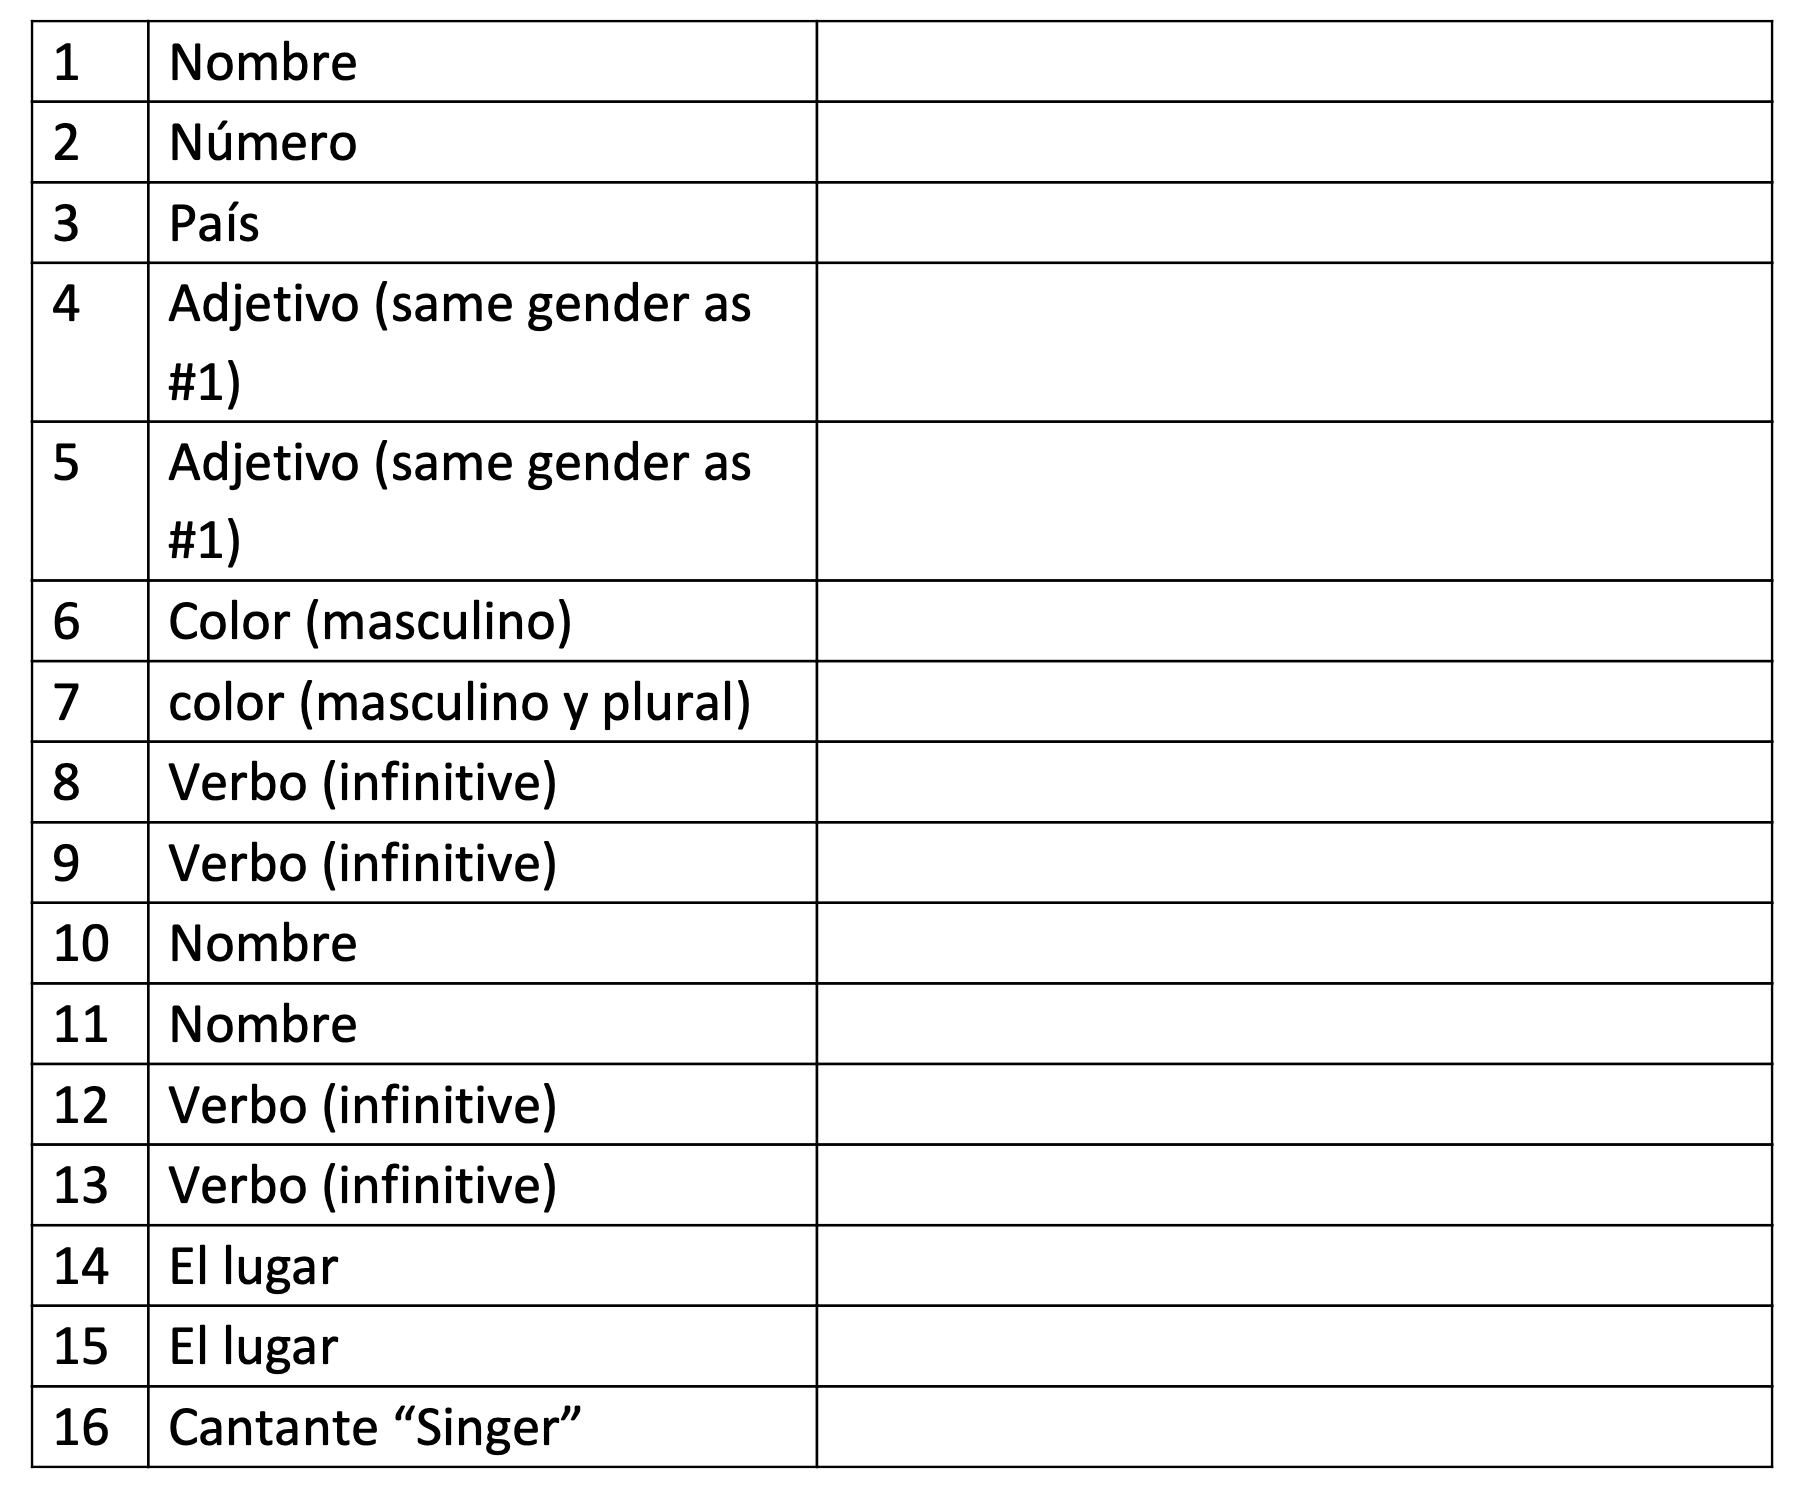 1 Nombre
2 Número
3 País
4 Adjetivo (same gender as
#1)
5 Adjetivo (same gender as
#1)
6 Color (masculino)
7 color (masculino y plural)
8 Verbo (infinitive)
9 Verbo (infinitive)
10 Nombre
11 Nombre
12 Verbo (infinitive)
13 Verbo (infinitive)
14 El lugar
15 El lugar
16 Cantante “Singer”